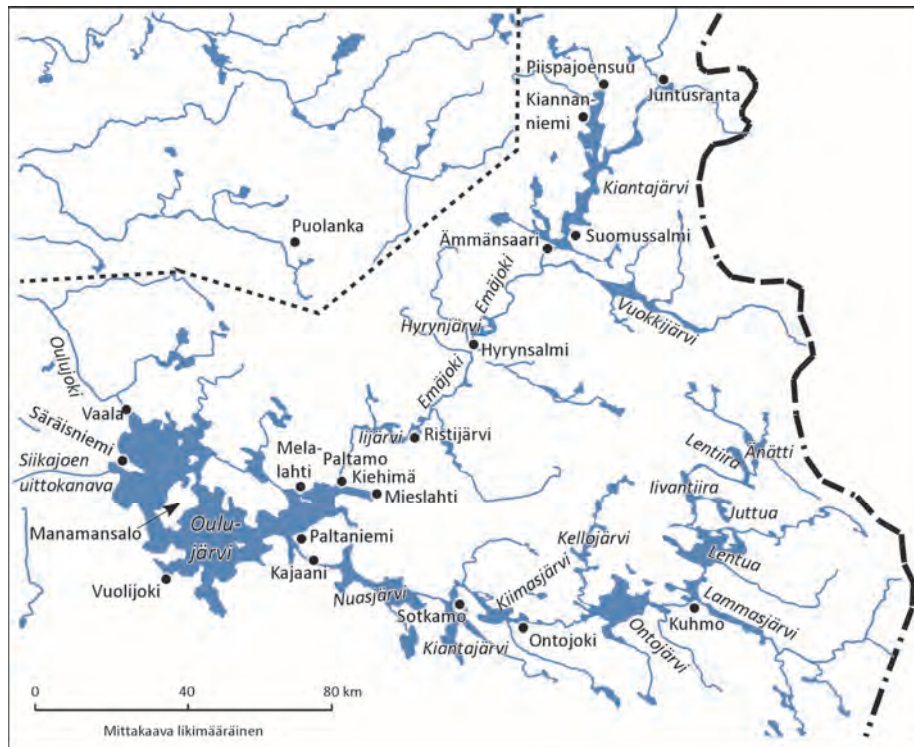 Piispajoensuu
Juntusranta
Kiannan-
niemi
Kiantajärvi
Puolanka
Ämmänsaari
Suomussalmi
Emäjoki
Vuokkijärvi
Hyrynjärvi
Hyrynsalmi
Oulujoki
Emäjoki
Vaala
Säräisniemi
Iijärvi
Ristijärvi
Siikajoen
uittokanava
Mela-
lahti
Paltamo
Kiehimä
Mieslahti
Lentiira
Änätti
Iivantiira
Juttua
Manamansalo
Oulu-
järvi
Paltaniemi
Kellojärvi
Lentua
Kajaani
Vuolijoki
Nuasjärvi
Kiimasjärvi
Sotkamo
Lammasjärvi
Kiantajärvi
Ontojoki
Ontojärvi
Kuhmo
0 40 80 km
Mittakaava likimääräinen